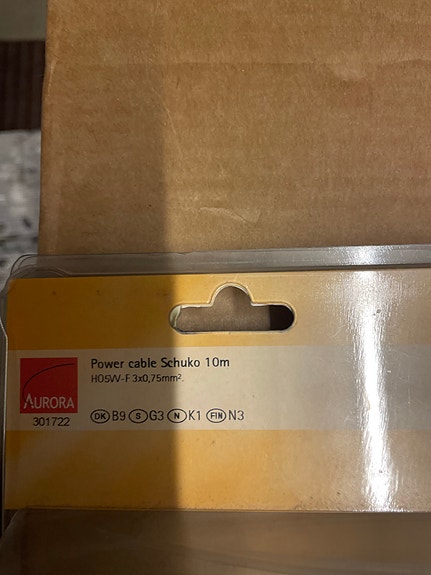 Power cable Schuko 10m
H05VV-F 3x0,75mm².
AURORA
301722
DK B9 S G3 N K1 FIN N3